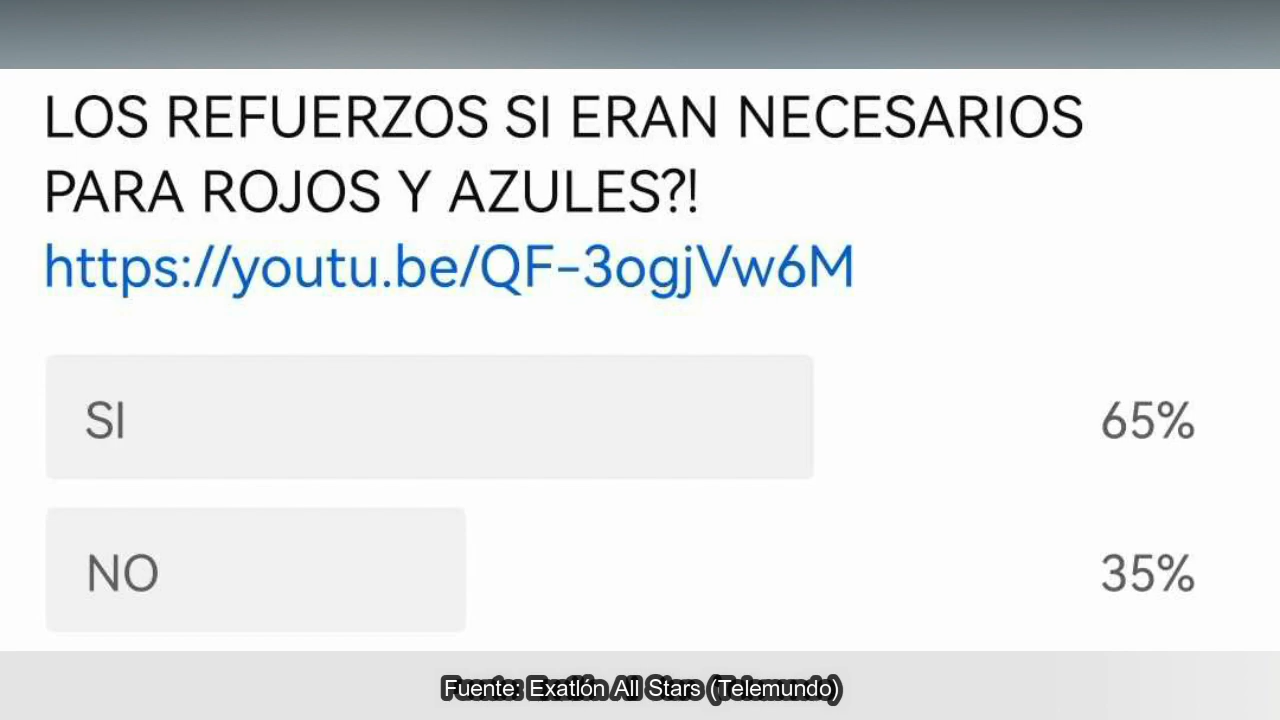 LOS REFUERZOS SI ERAN NECESARIOS
PARA ROJOS Y AZULES?!
https://youtu.be/QF-3ogjVw6M
SI 65%
NO 35%
Fuente: Exatlón All Stars (Telemundo)